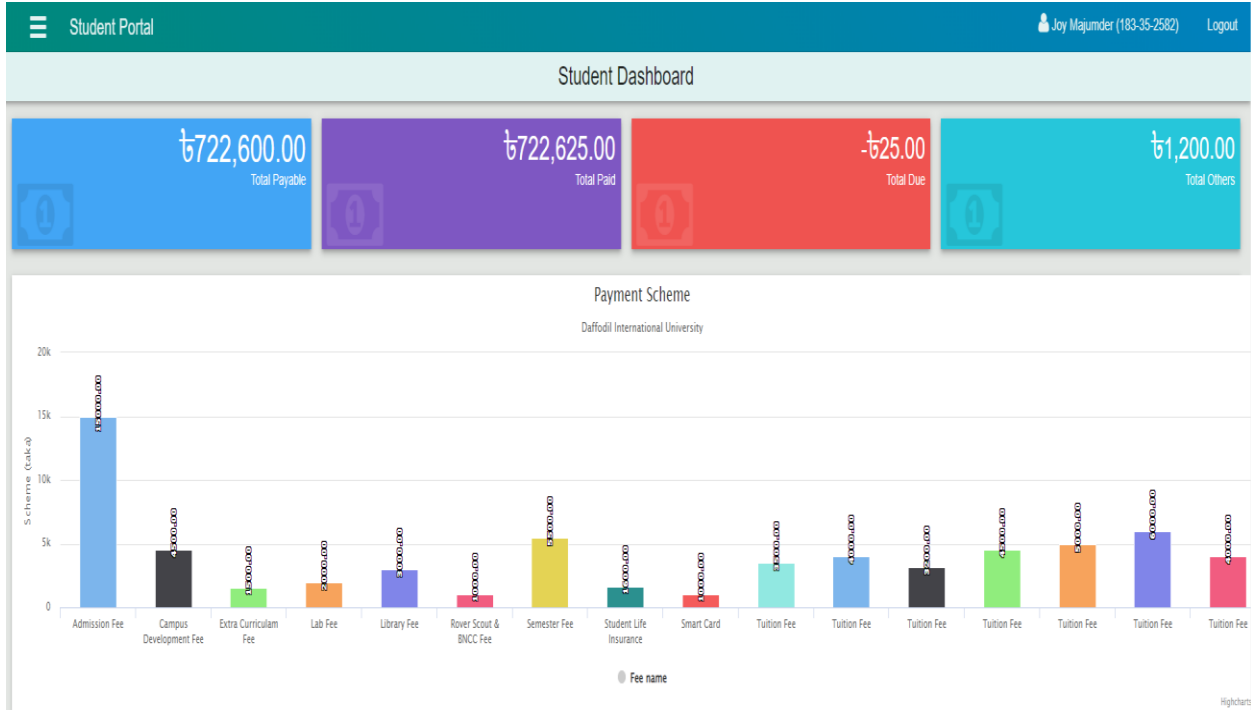 Student Portal
Joy Majumder (183-35-2582) Logout
Student Dashboard
৳722,600.00
Total Payable
৳722,625.00
Total Paid
-৳25.00
Total Due
৳1,200.00
Total Others
Payment Scheme
Daffodil International University
Scheme (taka)
20k
15k
10k
5k
0
15000.00
4500.00
1500.00
2000.00
3000.00
1000.00
5500.00
1600.00
1000.00
3500.00
4000.00
3200.00
4500.00
5000.00
6000.00
4000.00
Admission Fee
Campus
Development Fee
Extra Curriculam
Fee
Lab Fee
Library Fee
Rover Scout &
BNCC Fee
Semester Fee
Student Life
Insurance
Smart Card
Tuition Fee
Tuition Fee
Tuition Fee
Tuition Fee
Tuition Fee
Tuition Fee
Tuition Fee
Fee name
Highcharts